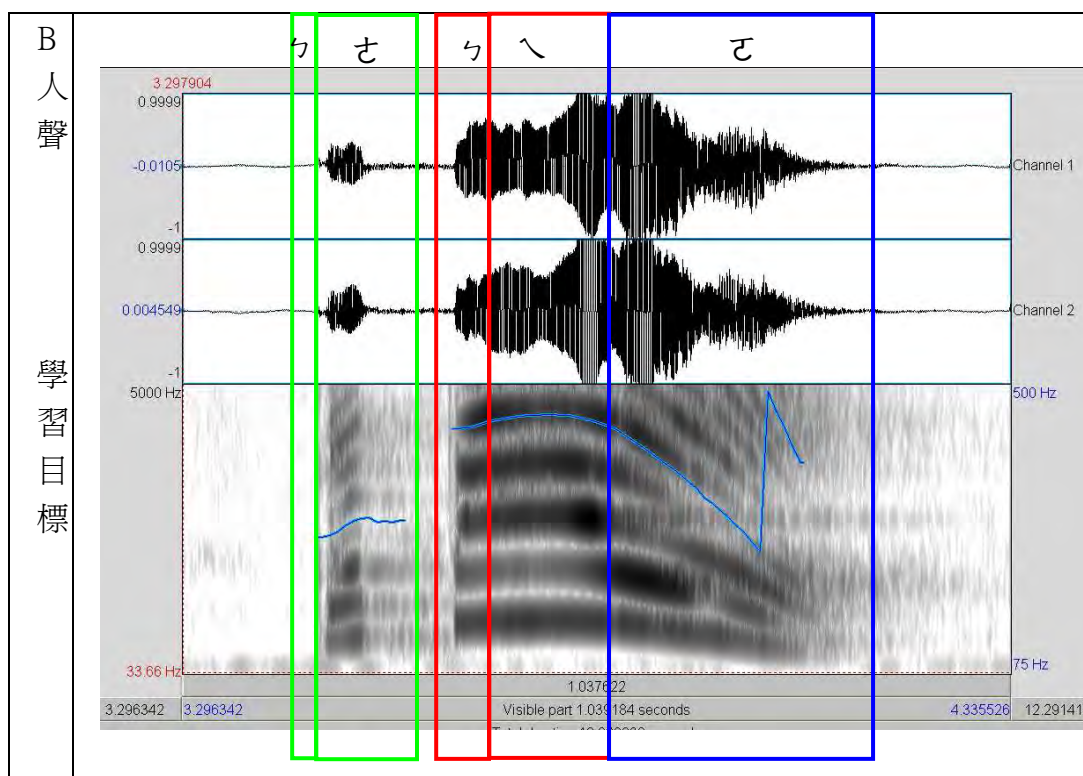 B
人
聲
學
習
目
標
ㄅ ㄜ ㄅ ㄟ ㄛ
3.297904
0.9999
-0.0105 Channel 1
-1
0.9999
0.004549 Channel 2
-1
5000 Hz 500 Hz
33.66 Hz 75 Hz
1.037622
3.296342 3.296342 Visible part 1.039184 seconds 4.335526 12.29141